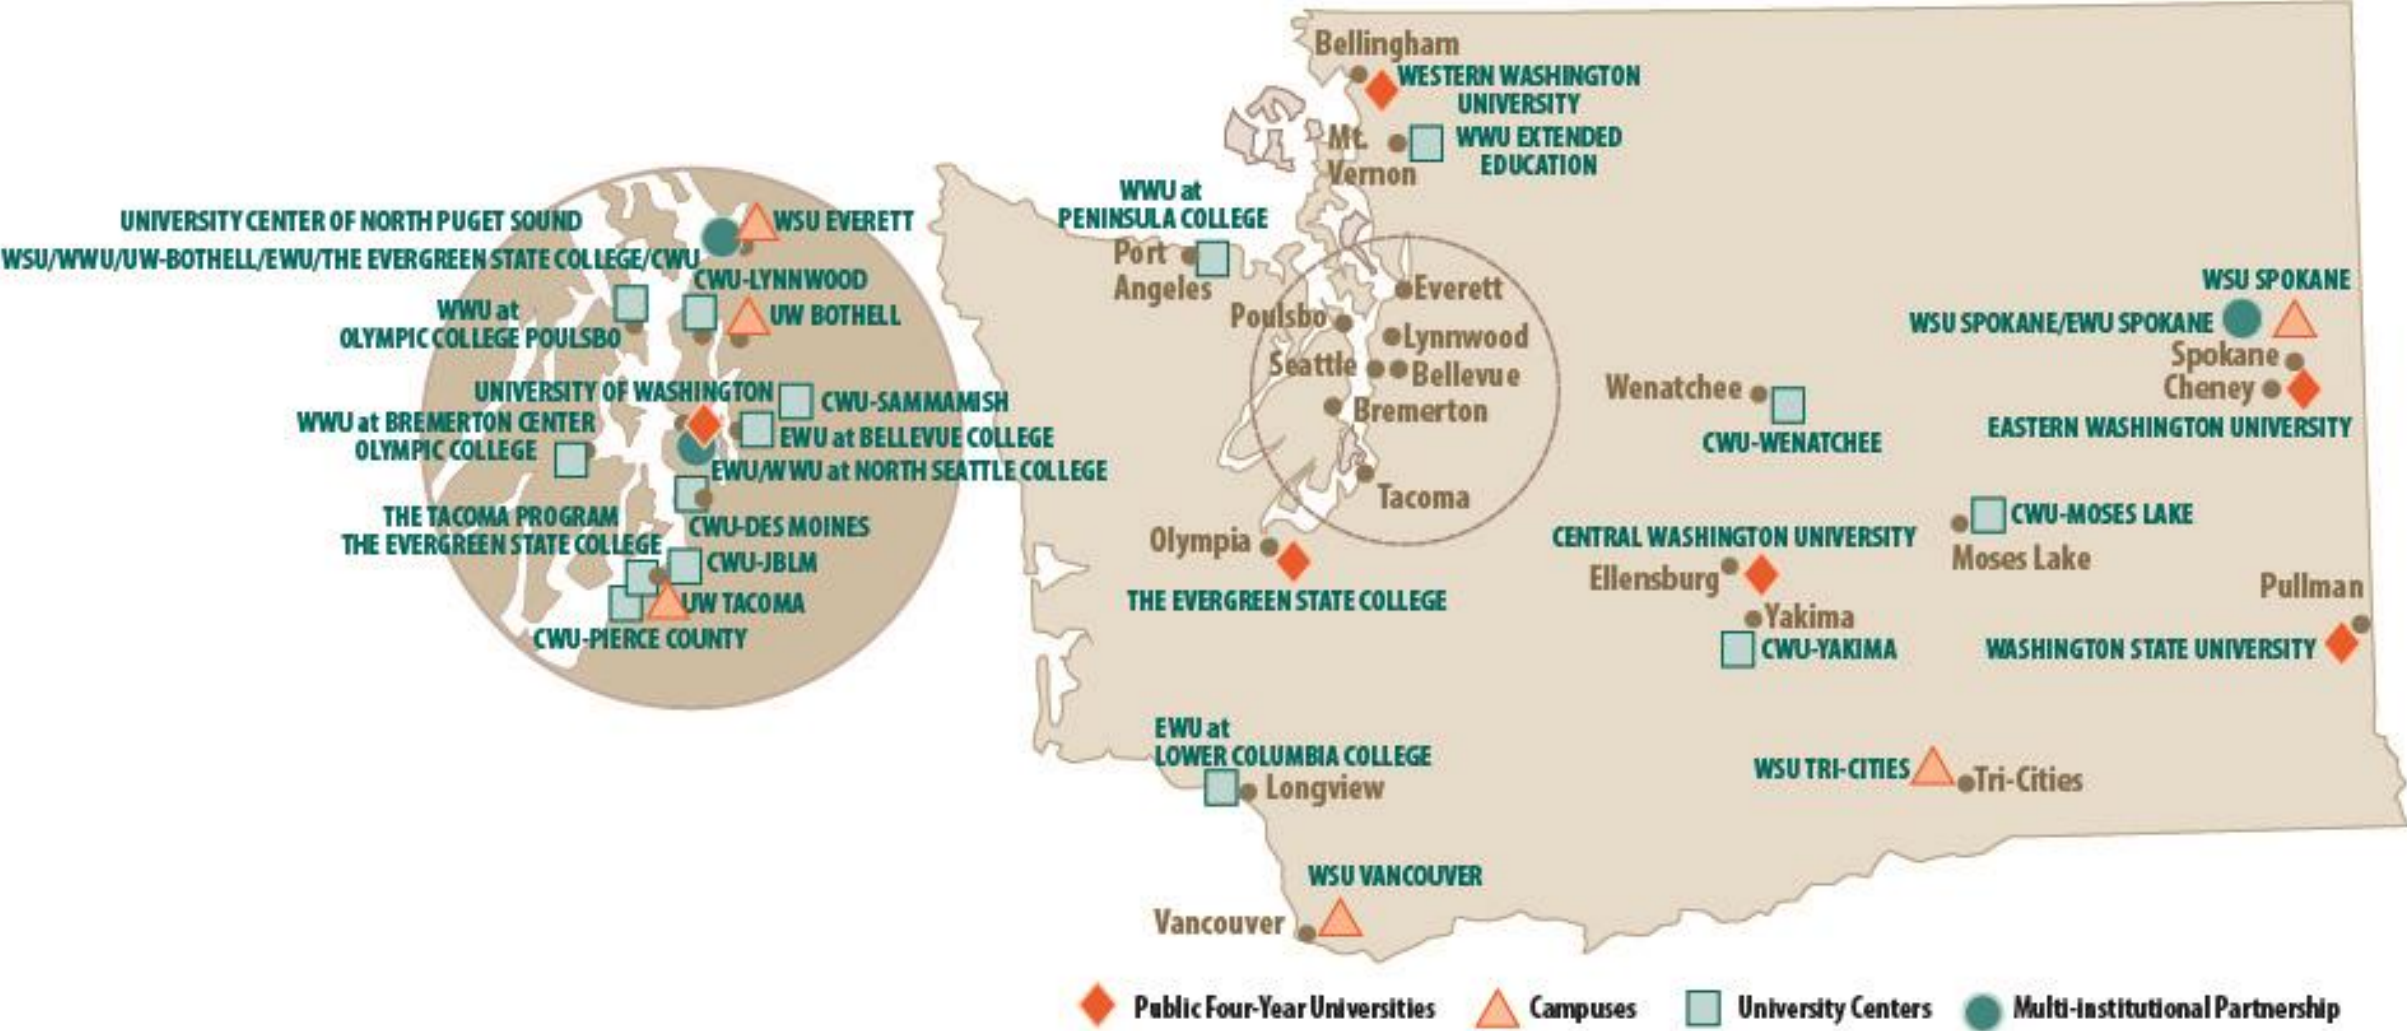 Bellingham
WESTERN WASHINGTON
UNIVERSITY
Mt.
Vernon
WWU EXTENDED
EDUCATION
WWU at
PENINSULA COLLEGE
Port
Angeles
UNIVERSITY CENTER OF NORTH PUGET SOUND
WSU EVERETT
WSU/WWU/UW-BOTHELL/EWU/THE EVERGREEN STATE COLLEGE/CWU
CWU-LYNNWOOD
WWU at
OLYMPIC COLLEGE POULSBO
UW BOTHELL
UNIVERSITY OF WASHINGTON
CWU-SAMMAMISH
WWU at BREMERTON CENTER
OLYMPIC COLLEGE
EWU at BELLEVUE COLLEGE
EWU/WWU at NORTH SEATTLE COLLEGE
THE TACOMA PROGRAM
THE EVERGREEN STATE COLLEGE
CWU-DES MOINES
CWU-JBLM
UW TACOMA
CWU-PIERCE COUNTY
Everett
Poulsbo
Lynnwood
Seattle
Bellevue
Bremerton
Tacoma
Olympia
THE EVERGREEN STATE COLLEGE
Wenatchee
CWU-WENATCHEE
WSU SPOKANE
WSU SPOKANE/EWU SPOKANE
Spokane
Cheney
EASTERN WASHINGTON UNIVERSITY
CENTRAL WASHINGTON UNIVERSITY
Ellensburg
CWU-MOSES LAKE
Moses Lake
Yakima
CWU-YAKIMA
Pullman
WASHINGTON STATE UNIVERSITY
EWU at
LOWER COLUMBIA COLLEGE
Longview
WSU TRI-CITIES
Tri-Cities
WSU VANCOUVER
Vancouver
Public Four-Year Universities
Campuses
University Centers
Multi-institutional Partnership